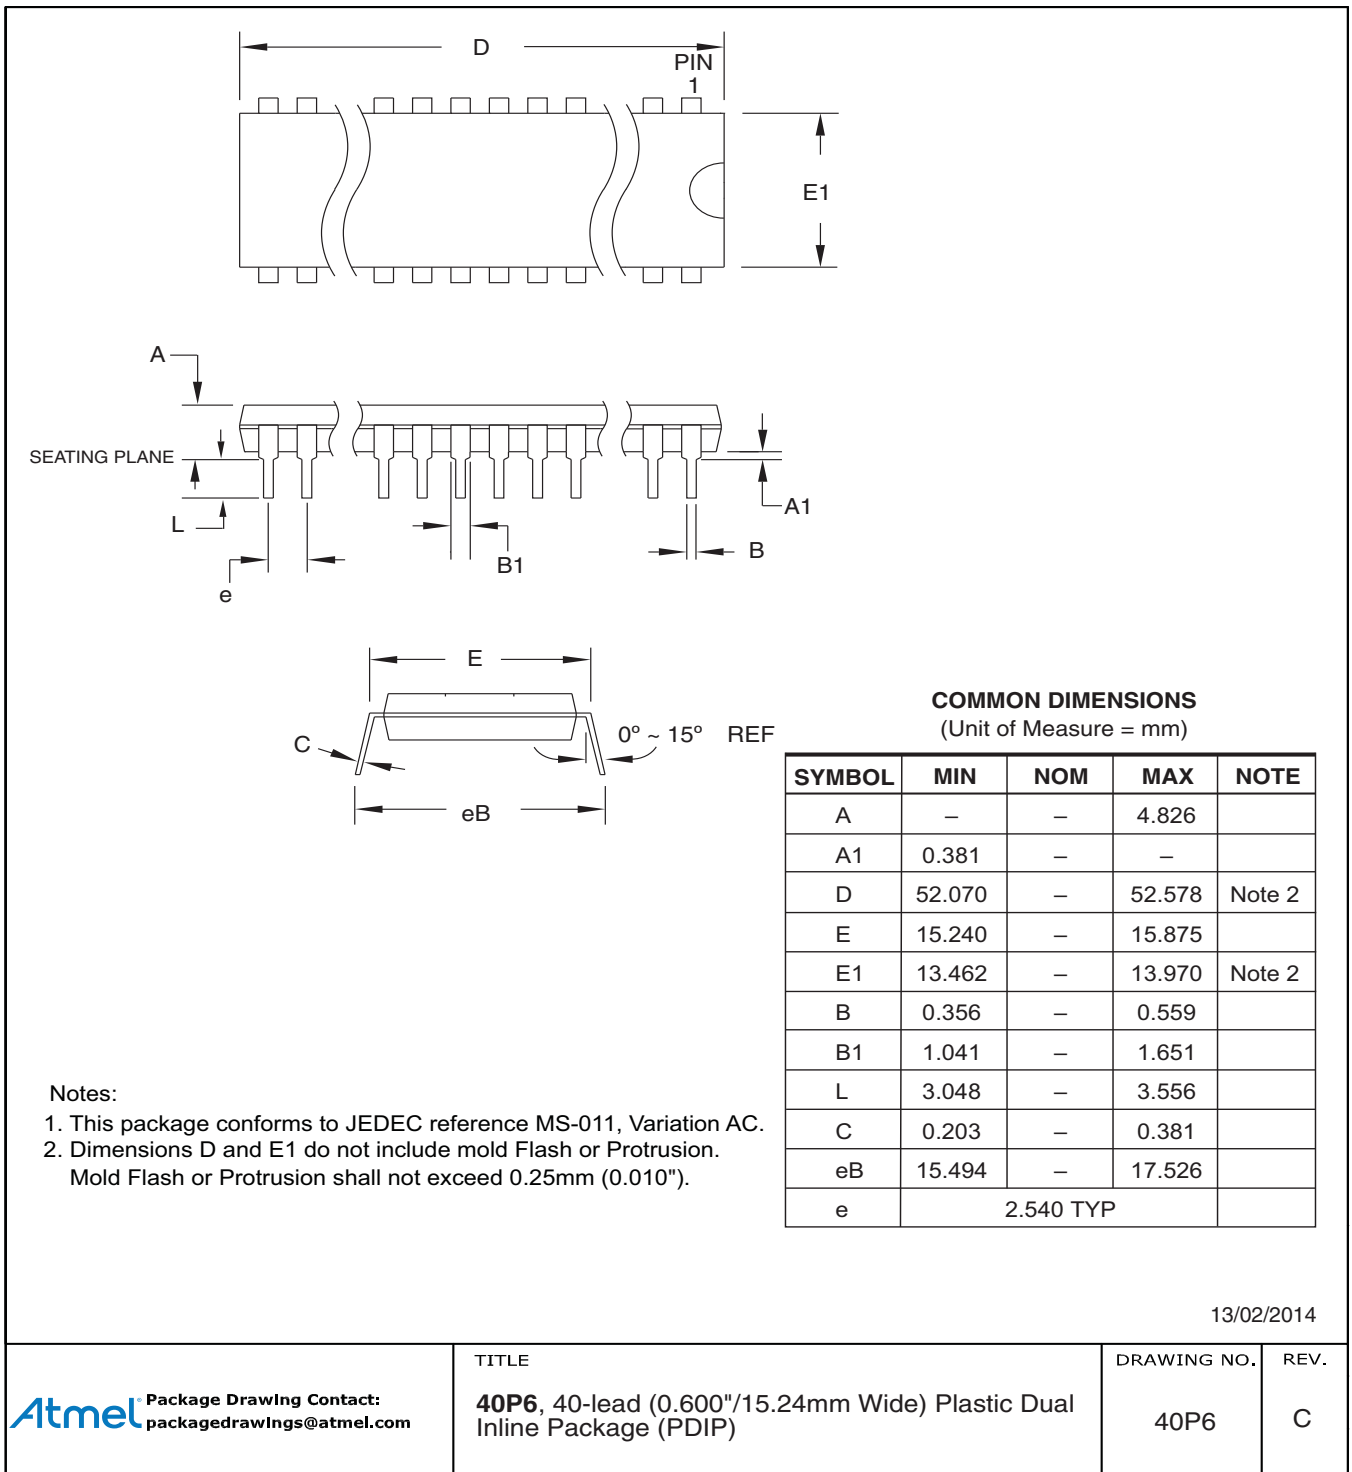 D
PIN
1
E1
A
SEATING PLANE
L
A1
B1
B
e
E
C
0º ~ 15º REF
eB
COMMON DIMENSIONS
(Unit of Measure = mm)
SYMBOL MIN NOM MAX NOTE
A – – 4.826
A1 0.381 – –
D 52.070 – 52.578 Note 2
E 15.240 – 15.875
E1 13.462 – 13.970 Note 2
B 0.356 – 0.559
B1 1.041 – 1.651
L 3.048 – 3.556
C 0.203 – 0.381
eB 15.494 – 17.526
e 2.540 TYP
Notes:
1. This package conforms to JEDEC reference MS-011, Variation AC.
2. Dimensions D and E1 do not include mold Flash or Protrusion.
Mold Flash or Protrusion shall not exceed 0.25mm (0.010").
13/02/2014
Atmel
Package Drawing Contact:
packagedrawings@atmel.com
TITLE
40P6, 40-lead (0.600"/15.24mm Wide) Plastic Dual
Inline Package (PDIP)
DRAWING NO.
40P6
REV.
C